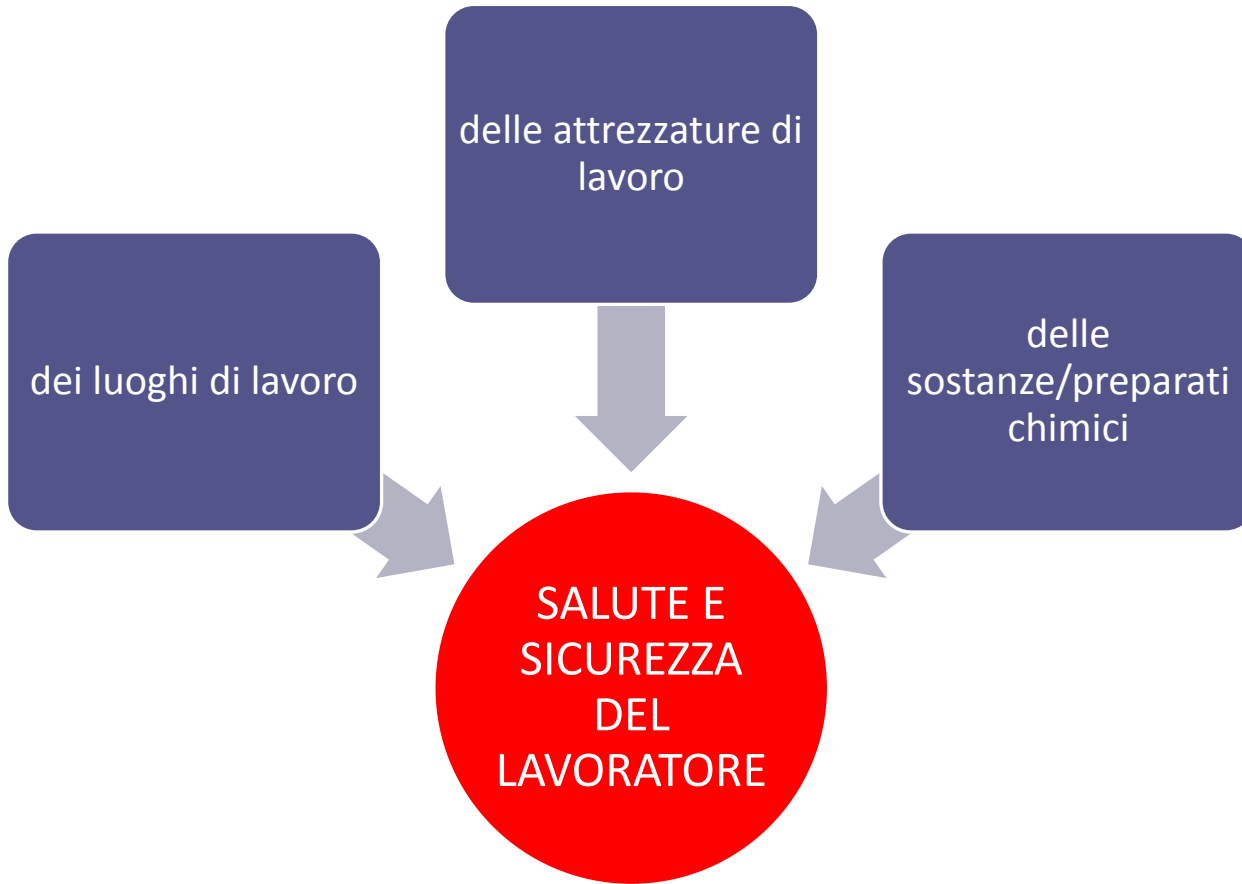 delle attrezzature di
lavoro
dei luoghi di lavoro
delle
sostanze/preparati
chimici
SALUTE E
SICUREZZA
DEL
LAVORATORE